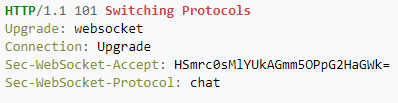 HTTP/1.1 101 Switching Protocols
Upgrade: websocket
Connection: Upgrade
Sec-WebSocket-Accept: HSmrc0sMlYUkAGmm5OPpG2HaGWk=
Sec-WebSocket-Protocol: chat